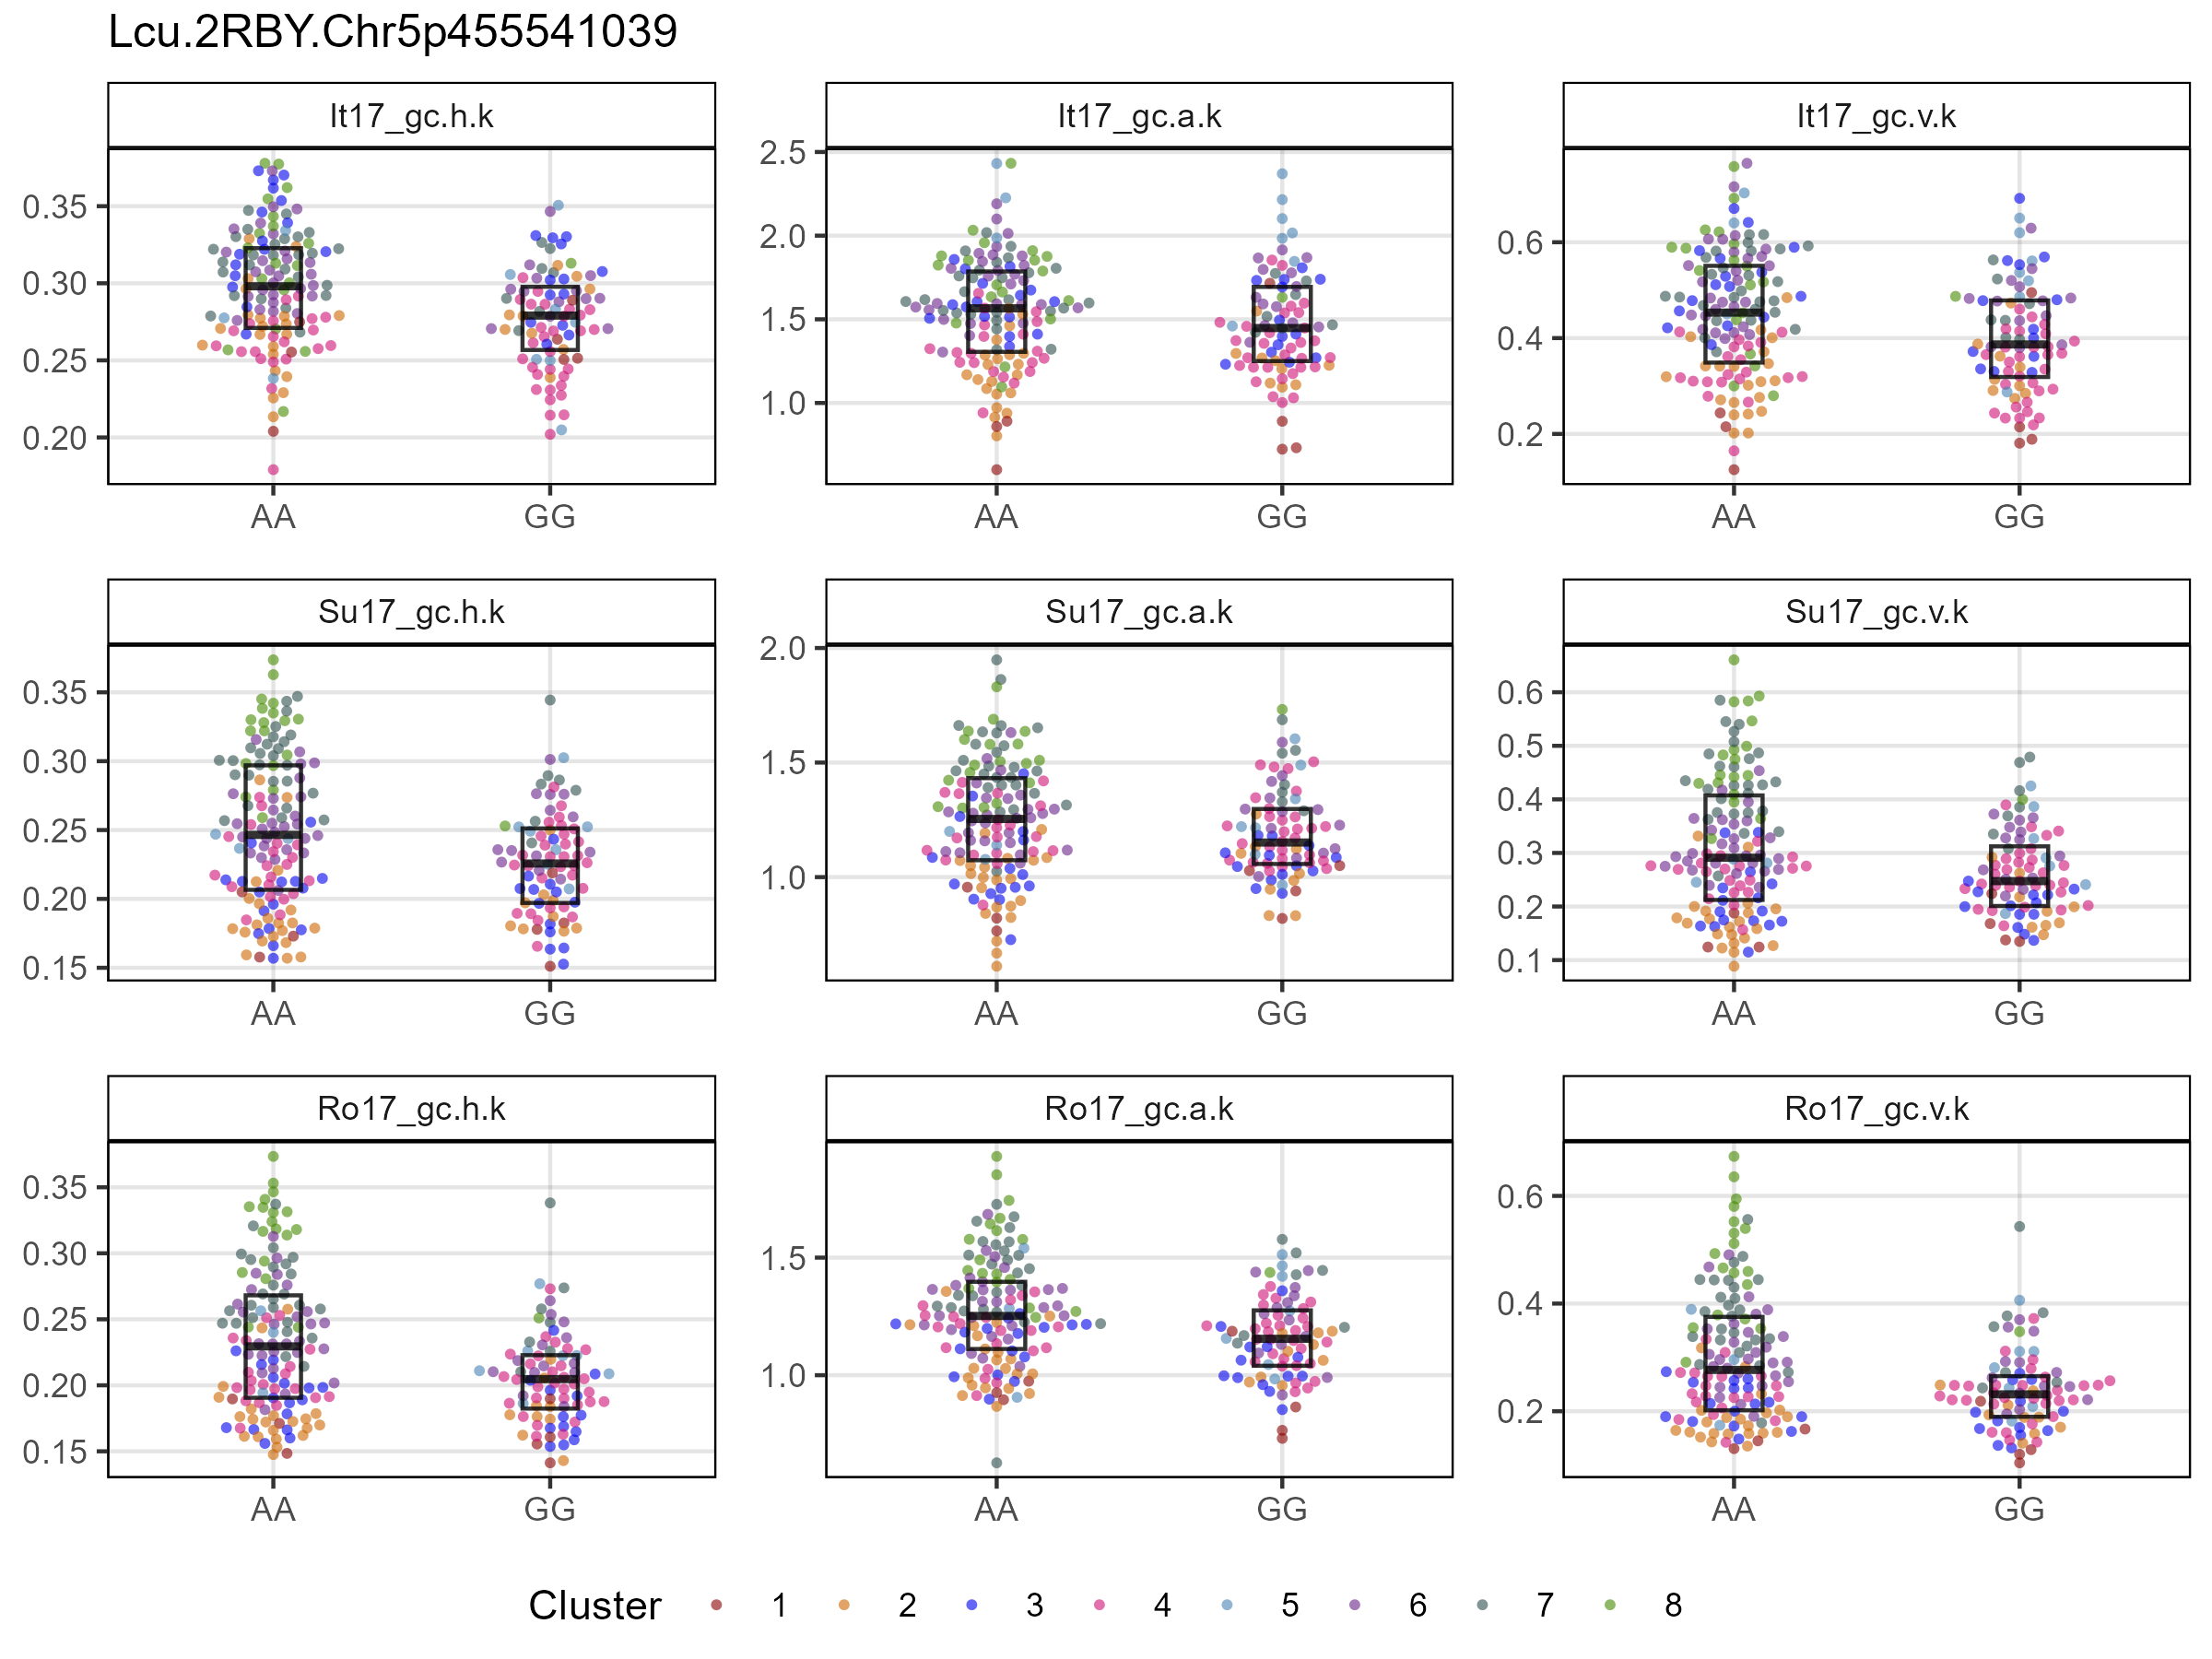 Lcu.2RBY.Chr5p455541039
It17_gc.h.k
It17_gc.a.k
It17_gc.v.k
0.35
0.30
0.25
0.20
AA
GG
2.5
2.0
1.5
1.0
AA
GG
0.6
0.4
0.2
AA
GG
Su17_gc.h.k
Su17_gc.a.k
Su17_gc.v.k
0.35
0.30
0.25
0.20
0.15
AA
GG
2.0
1.5
1.0
AA
GG
0.6
0.5
0.4
0.3
0.2
0.1
AA
GG
Ro17_gc.h.k
Ro17_gc.a.k
Ro17_gc.v.k
0.35
0.30
0.25
0.20
0.15
AA
GG
1.5
1.0
AA
GG
0.6
0.4
0.2
AA
GG
Cluster 1 2 3 4 5 6 7 8